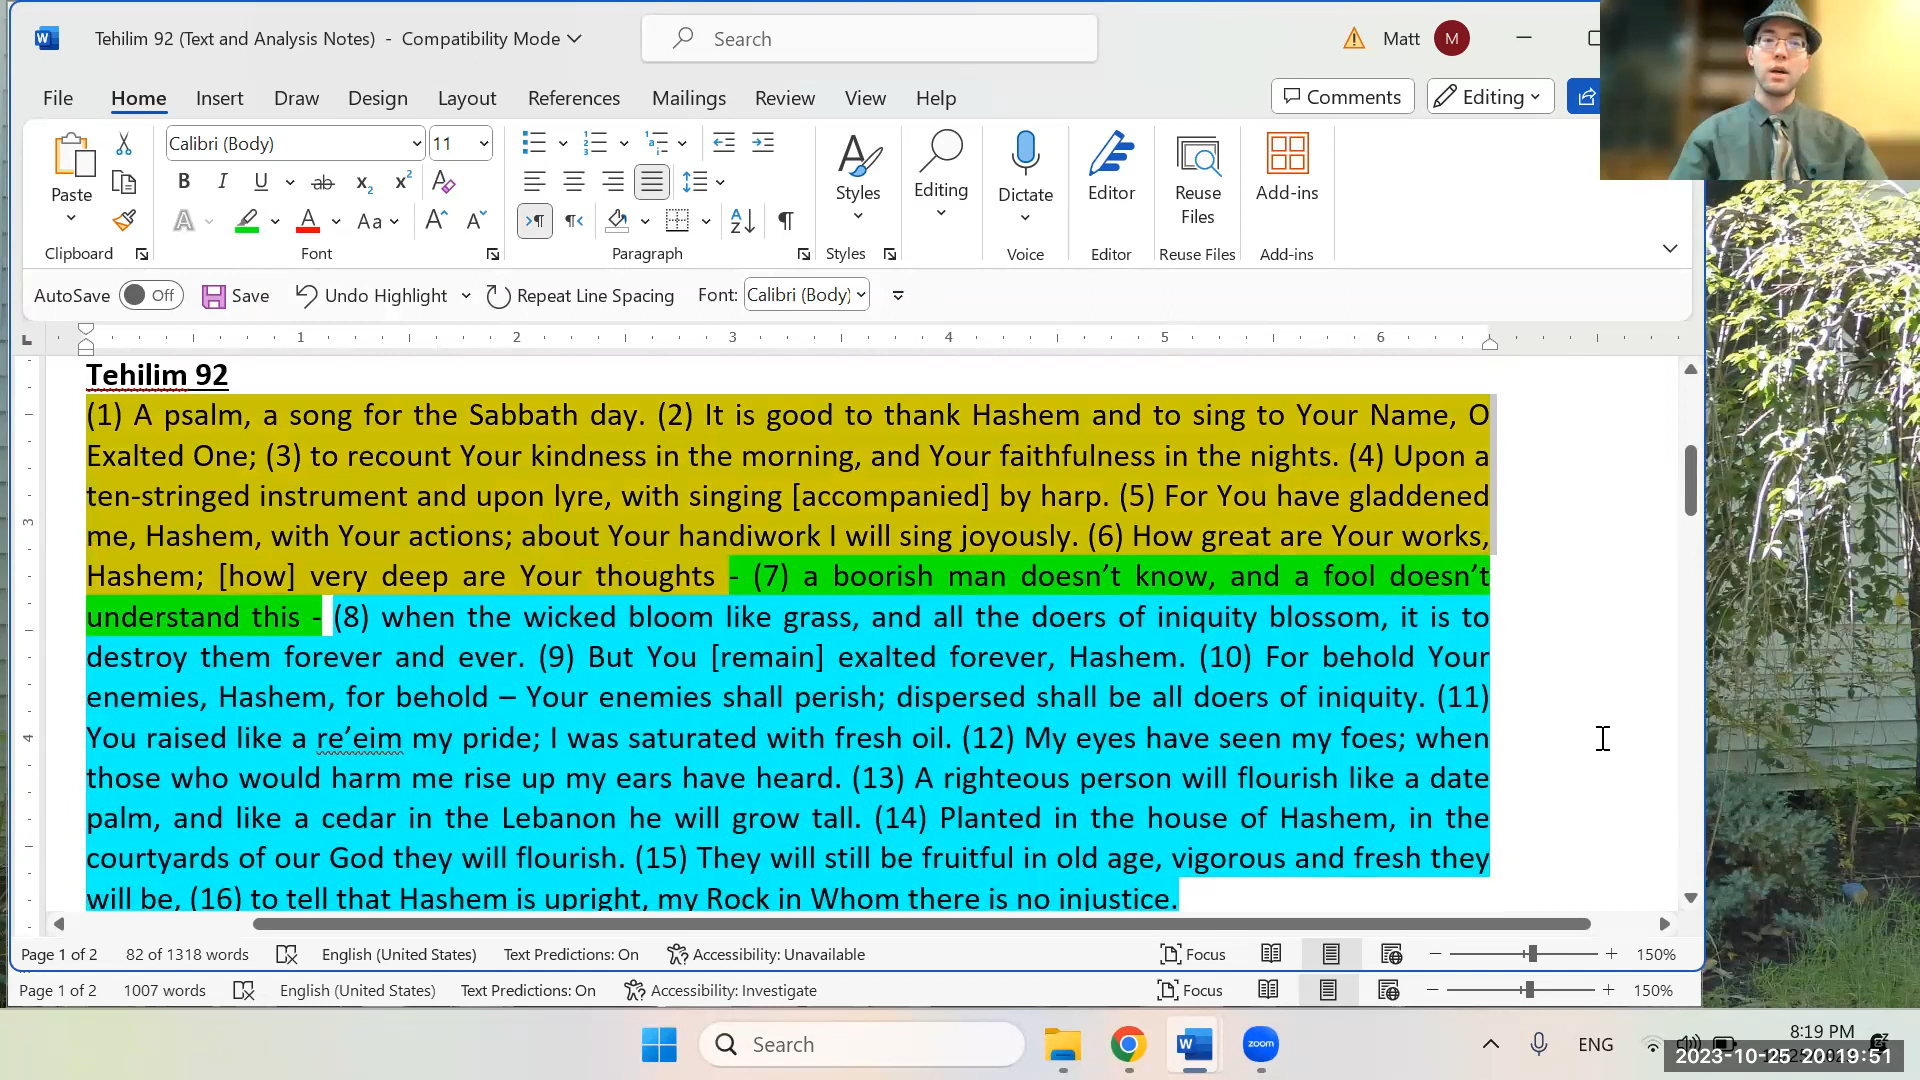 Tehilim 92 (Text and Analysis Notes) - Compatibility Mode
Search
Matt
M
File Home Insert Draw Design Layout References Mailings Review View Help
Comments
Editing
Calibri (Body) 11
Paste
Clipboard
Font
Paragraph
Styles
Styles
Editing
Dictate
Voice
Editor
Editor
Reuse Files
Reuse Files
Add-ins
Add-ins
AutoSave Off Save Undo Highlight Repeat Line Spacing Font: Calibri (Body)
1 2 3 4 5 6
Tehilim 92
(1) A psalm, a song for the Sabbath day. (2) It is good to thank Hashem and to sing to Your Name, O
Exalted One; (3) to recount Your kindness in the morning, and Your faithfulness in the nights. (4) Upon a
ten-stringed instrument and upon lyre, with singing [accompanied] by harp. (5) For You have gladdened
me, Hashem, with Your actions; about Your handiwork I will sing joyously. (6) How great are Your works,
Hashem; [how] very deep are Your thoughts - (7) a boorish man doesn’t know, and a fool doesn’t
understand this - (8) when the wicked bloom like grass, and all the doers of iniquity blossom, it is to
destroy them forever and ever. (9) But You [remain] exalted forever, Hashem. (10) For behold Your
enemies, Hashem, for behold – Your enemies shall perish; dispersed shall be all doers of iniquity. (11)
You raised like a re’eim my pride; I was saturated with fresh oil. (12) My eyes have seen my foes; when
those who would harm me rise up my ears have heard. (13) A righteous person will flourish like a date
palm, and like a cedar in the Lebanon he will grow tall. (14) Planted in the house of Hashem, in the
courtyards of our God they will flourish. (15) They will still be fruitful in old age, vigorous and fresh they
will be, (16) to tell that Hashem is upright, my Rock in Whom there is no injustice.
3
4
Page 1 of 2 82 of 1318 words English (United States) Text Predictions: On Accessibility: Unavailable Focus 150%
Page 1 of 2 1007 words English (United States) Text Predictions: On Accessibility: Investigate Focus 150%
Search
zoom
ENG
8:19 PM
2023-10-25 20:19:51